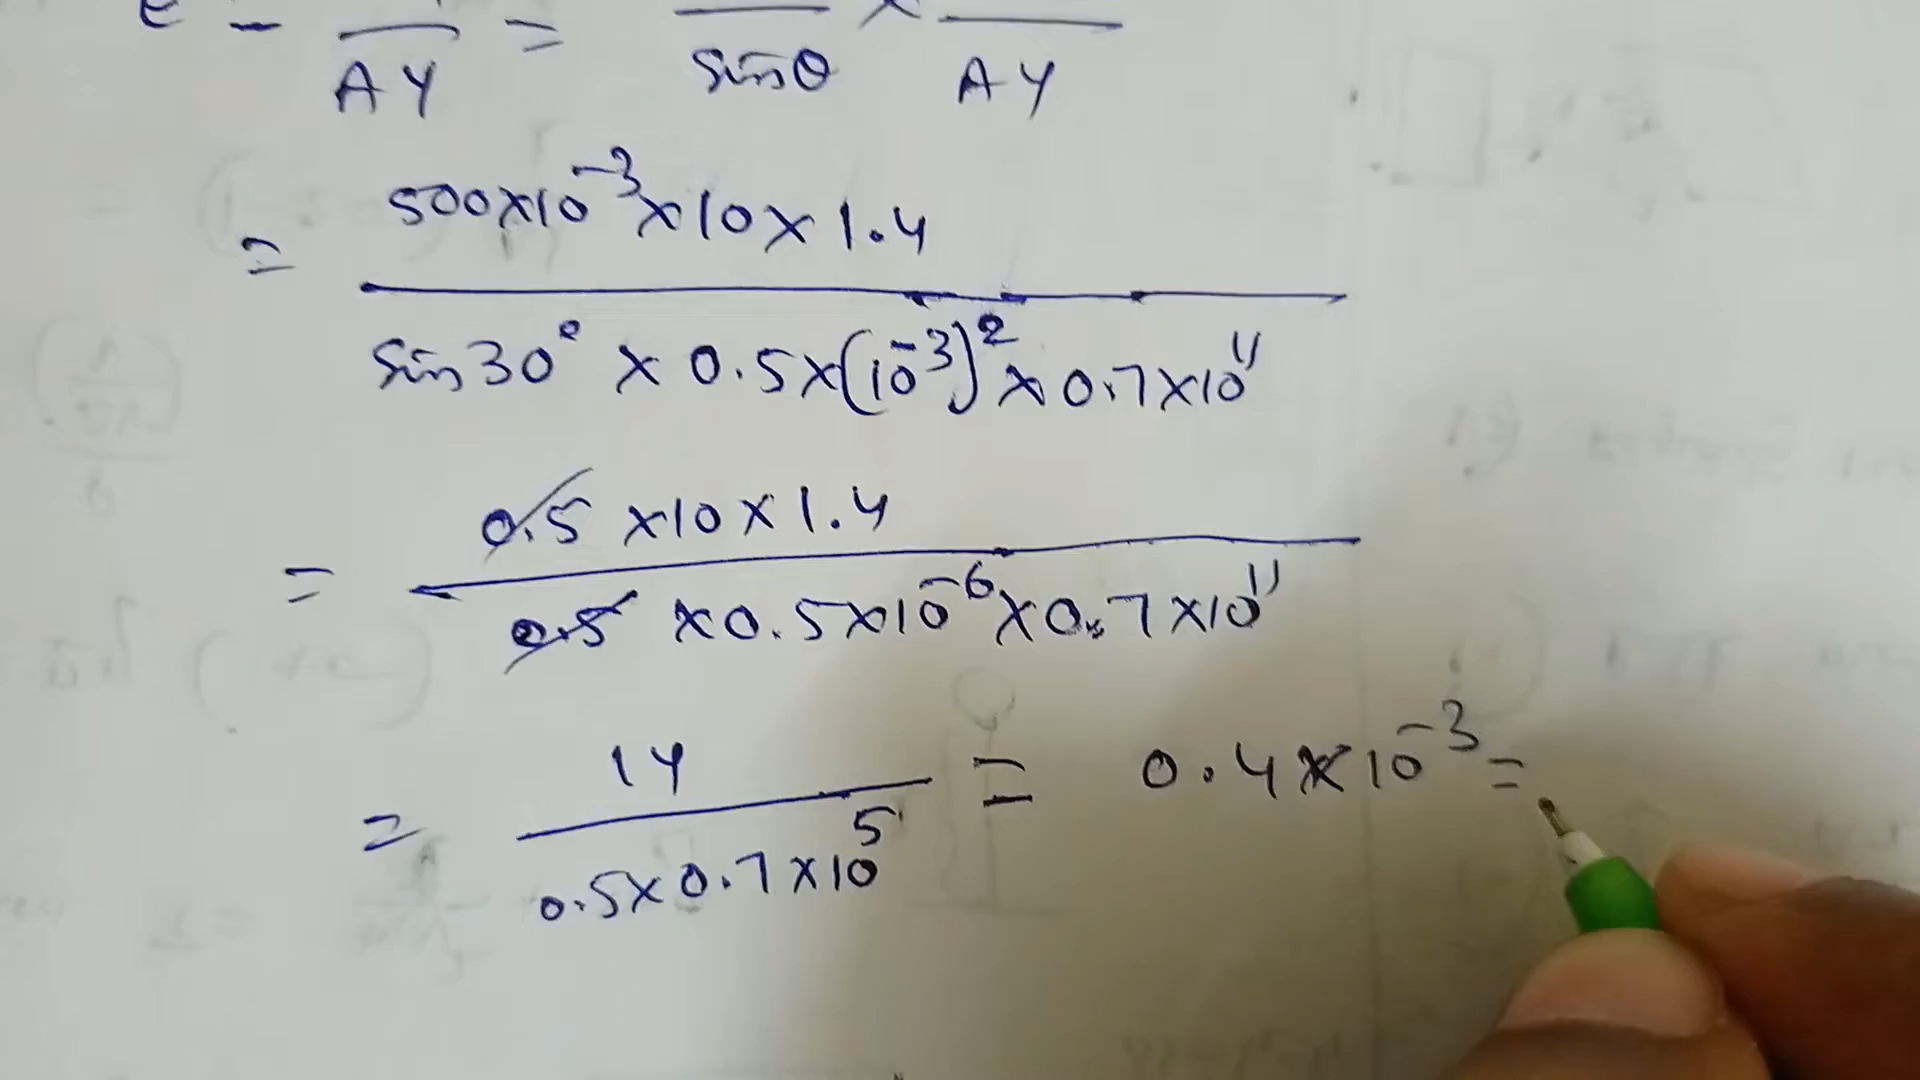 e = / AY = / sinθ × / AY
= 500×10⁻³×10×1.4 / sin30° × 0.5×(10⁻³)²×0.7×10¹¹
= 0.5×10×1.4 / 0.5×0.5×10⁻⁶×0.7×10¹¹
= 14 / 0.5×0.7×10⁵ = 0.4×10⁻³=